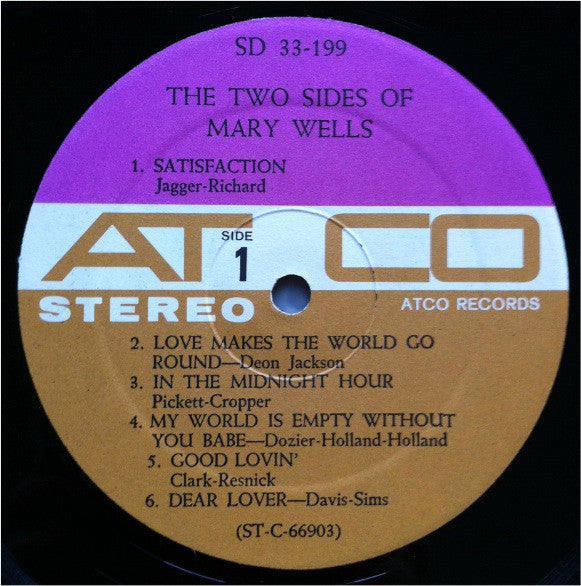 SD 33-199
THE TWO SIDES OF
MARY WELLS
1. SATISFACTION
Jagger-Richard
ATCO
SIDE
1
STEREO
ATCO RECORDS
2. LOVE MAKES THE WORLD GO
ROUND—Deon Jackson
3. IN THE MIDNIGHT HOUR
Pickett-Cropper
4. MY WORLD IS EMPTY WITHOUT
YOU BABE—Dozier-Holland-Holland
5. GOOD LOVIN'
Clark-Resnick
6. DEAR LOVER—Davis-Sims
(ST-C-66903)